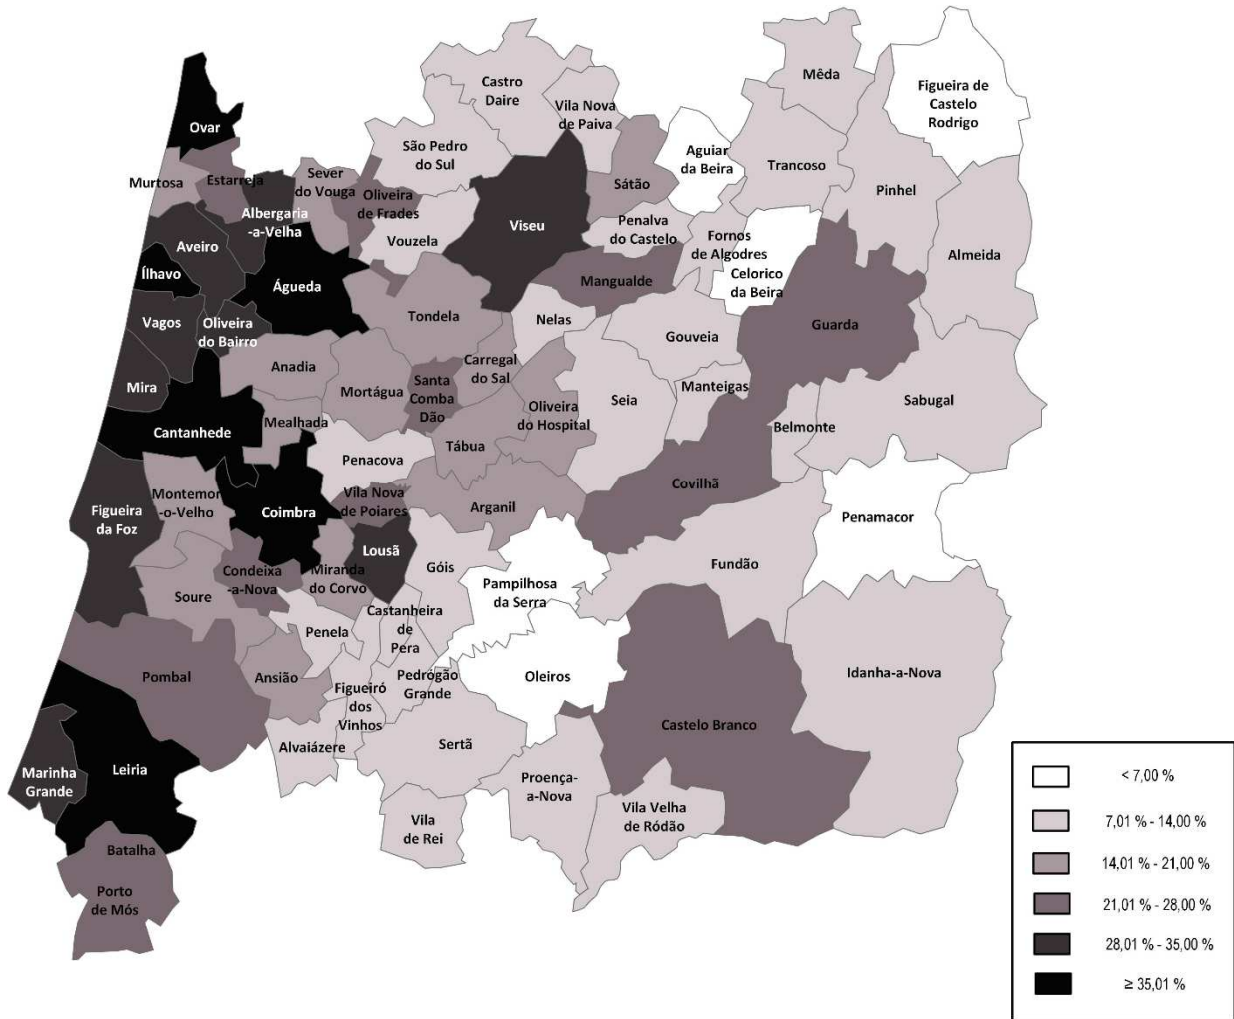 Castro
Daire
Mêda
Figueira de
Castelo
Rodrigo
Vila Nova
de Paiva
Ovar
São Pedro
do Sul
Aguiar
da Beira
Trancoso
Murtosa
Estarreja
Sever
do Vouga
Oliveira
de Frades
Sátão
Pinhel
Albergaria
-a-Velha
Viseu
Penalva
do Castelo
Fornos
de Algodres
Aveiro
Vouzela
Almeida
Ílhavo
Águeda
Mangualde
Celorico
da Beira
Vagos
Oliveira
do Bairro
Tondela
Nelas
Gouveia
Guarda
Mira
Anadia
Mortágua
Santa
Comba
Dão
Carregal
do Sal
Oliveira
do Hospital
Seia
Manteigas
Sabugal
Cantanhede
Mealhada
Tábua
Belmonte
Penacova
Covilhã
Montemor
-o-Velho
Vila Nova
de Poiares
Arganil
Figueira
da Foz
Coimbra
Penamacor
Lousã
Góis
Fundão
Soure
Condeixa
-a-Nova
Miranda
do Corvo
Pampilhosa
da Serra
Penela
Castanheira
de
Pera
Pombal
Ansião
Figueiró
dos
Vinhos
Pedrógão
Grande
Oleiros
Idanha-a-Nova
Alvaiázere
Sertã
Castelo Branco
Marinha
Grande
Leiria
Proença-
a-Nova
Vila
de Rei
Vila Velha
de Ródão
Batalha
Porto
de Mós
< 7,00 %
7,01 % - 14,00 %
14,01 % - 21,00 %
21,01 % - 28,00 %
28,01 % - 35,00 %
≥ 35,01 %